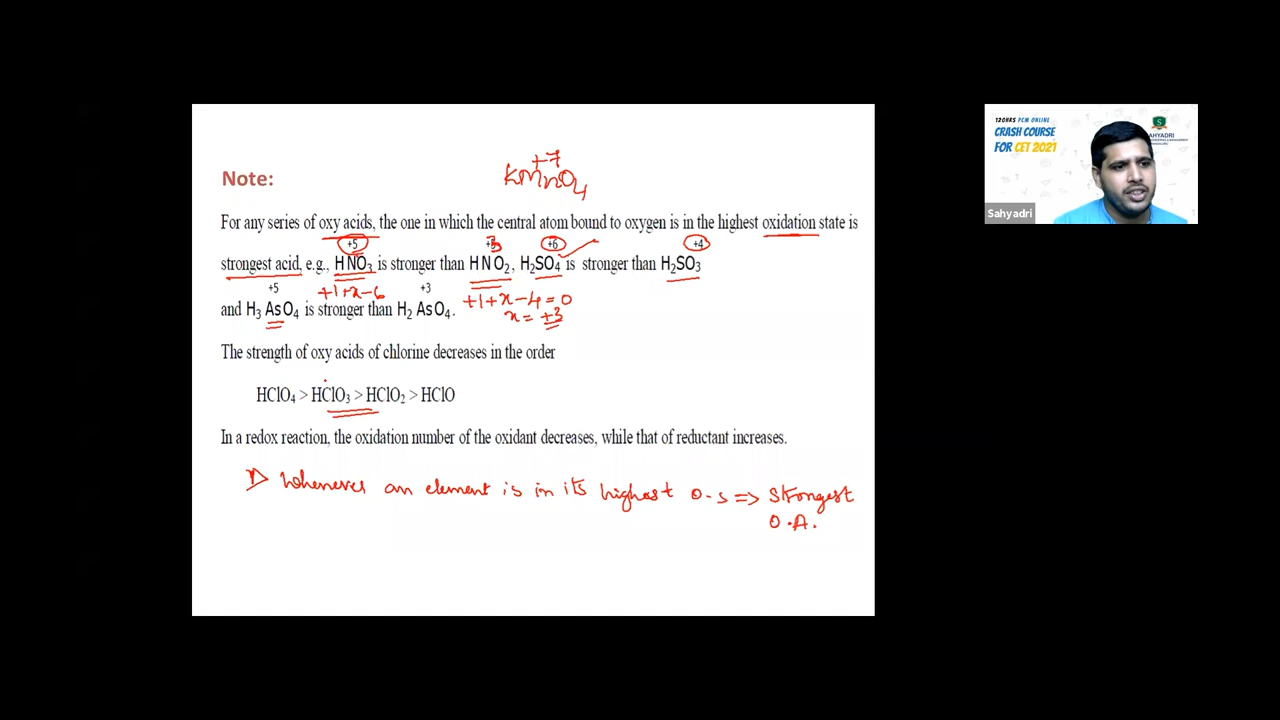 120HRS PCM ONLINE
CRASH COURSE
FOR CET 2021
S
SAHYADRI
Sahyadri
+7
KMnO₄
Note:
For any series of oxy acids, the one in which the central atom bound to oxygen is in the highest oxidation state is
+5 +3 +6 +4
strongest acid, e.g., HNO₃ is stronger than HNO₂, H₂SO₄ is stronger than H₂SO₃
+1+x-6 +1+x-4=0
+5 +3 x=+3
and H₃AsO₄ is stronger than H₂AsO₄.
The strength of oxy acids of chlorine decreases in the order
HClO₄ > HClO₃ > HClO₂ > HClO
In a redox reaction, the oxidation number of the oxidant decreases, while that of reductant increases.
1) Whenever an element is in its highest O.S ⇒ Strongest
O.A.